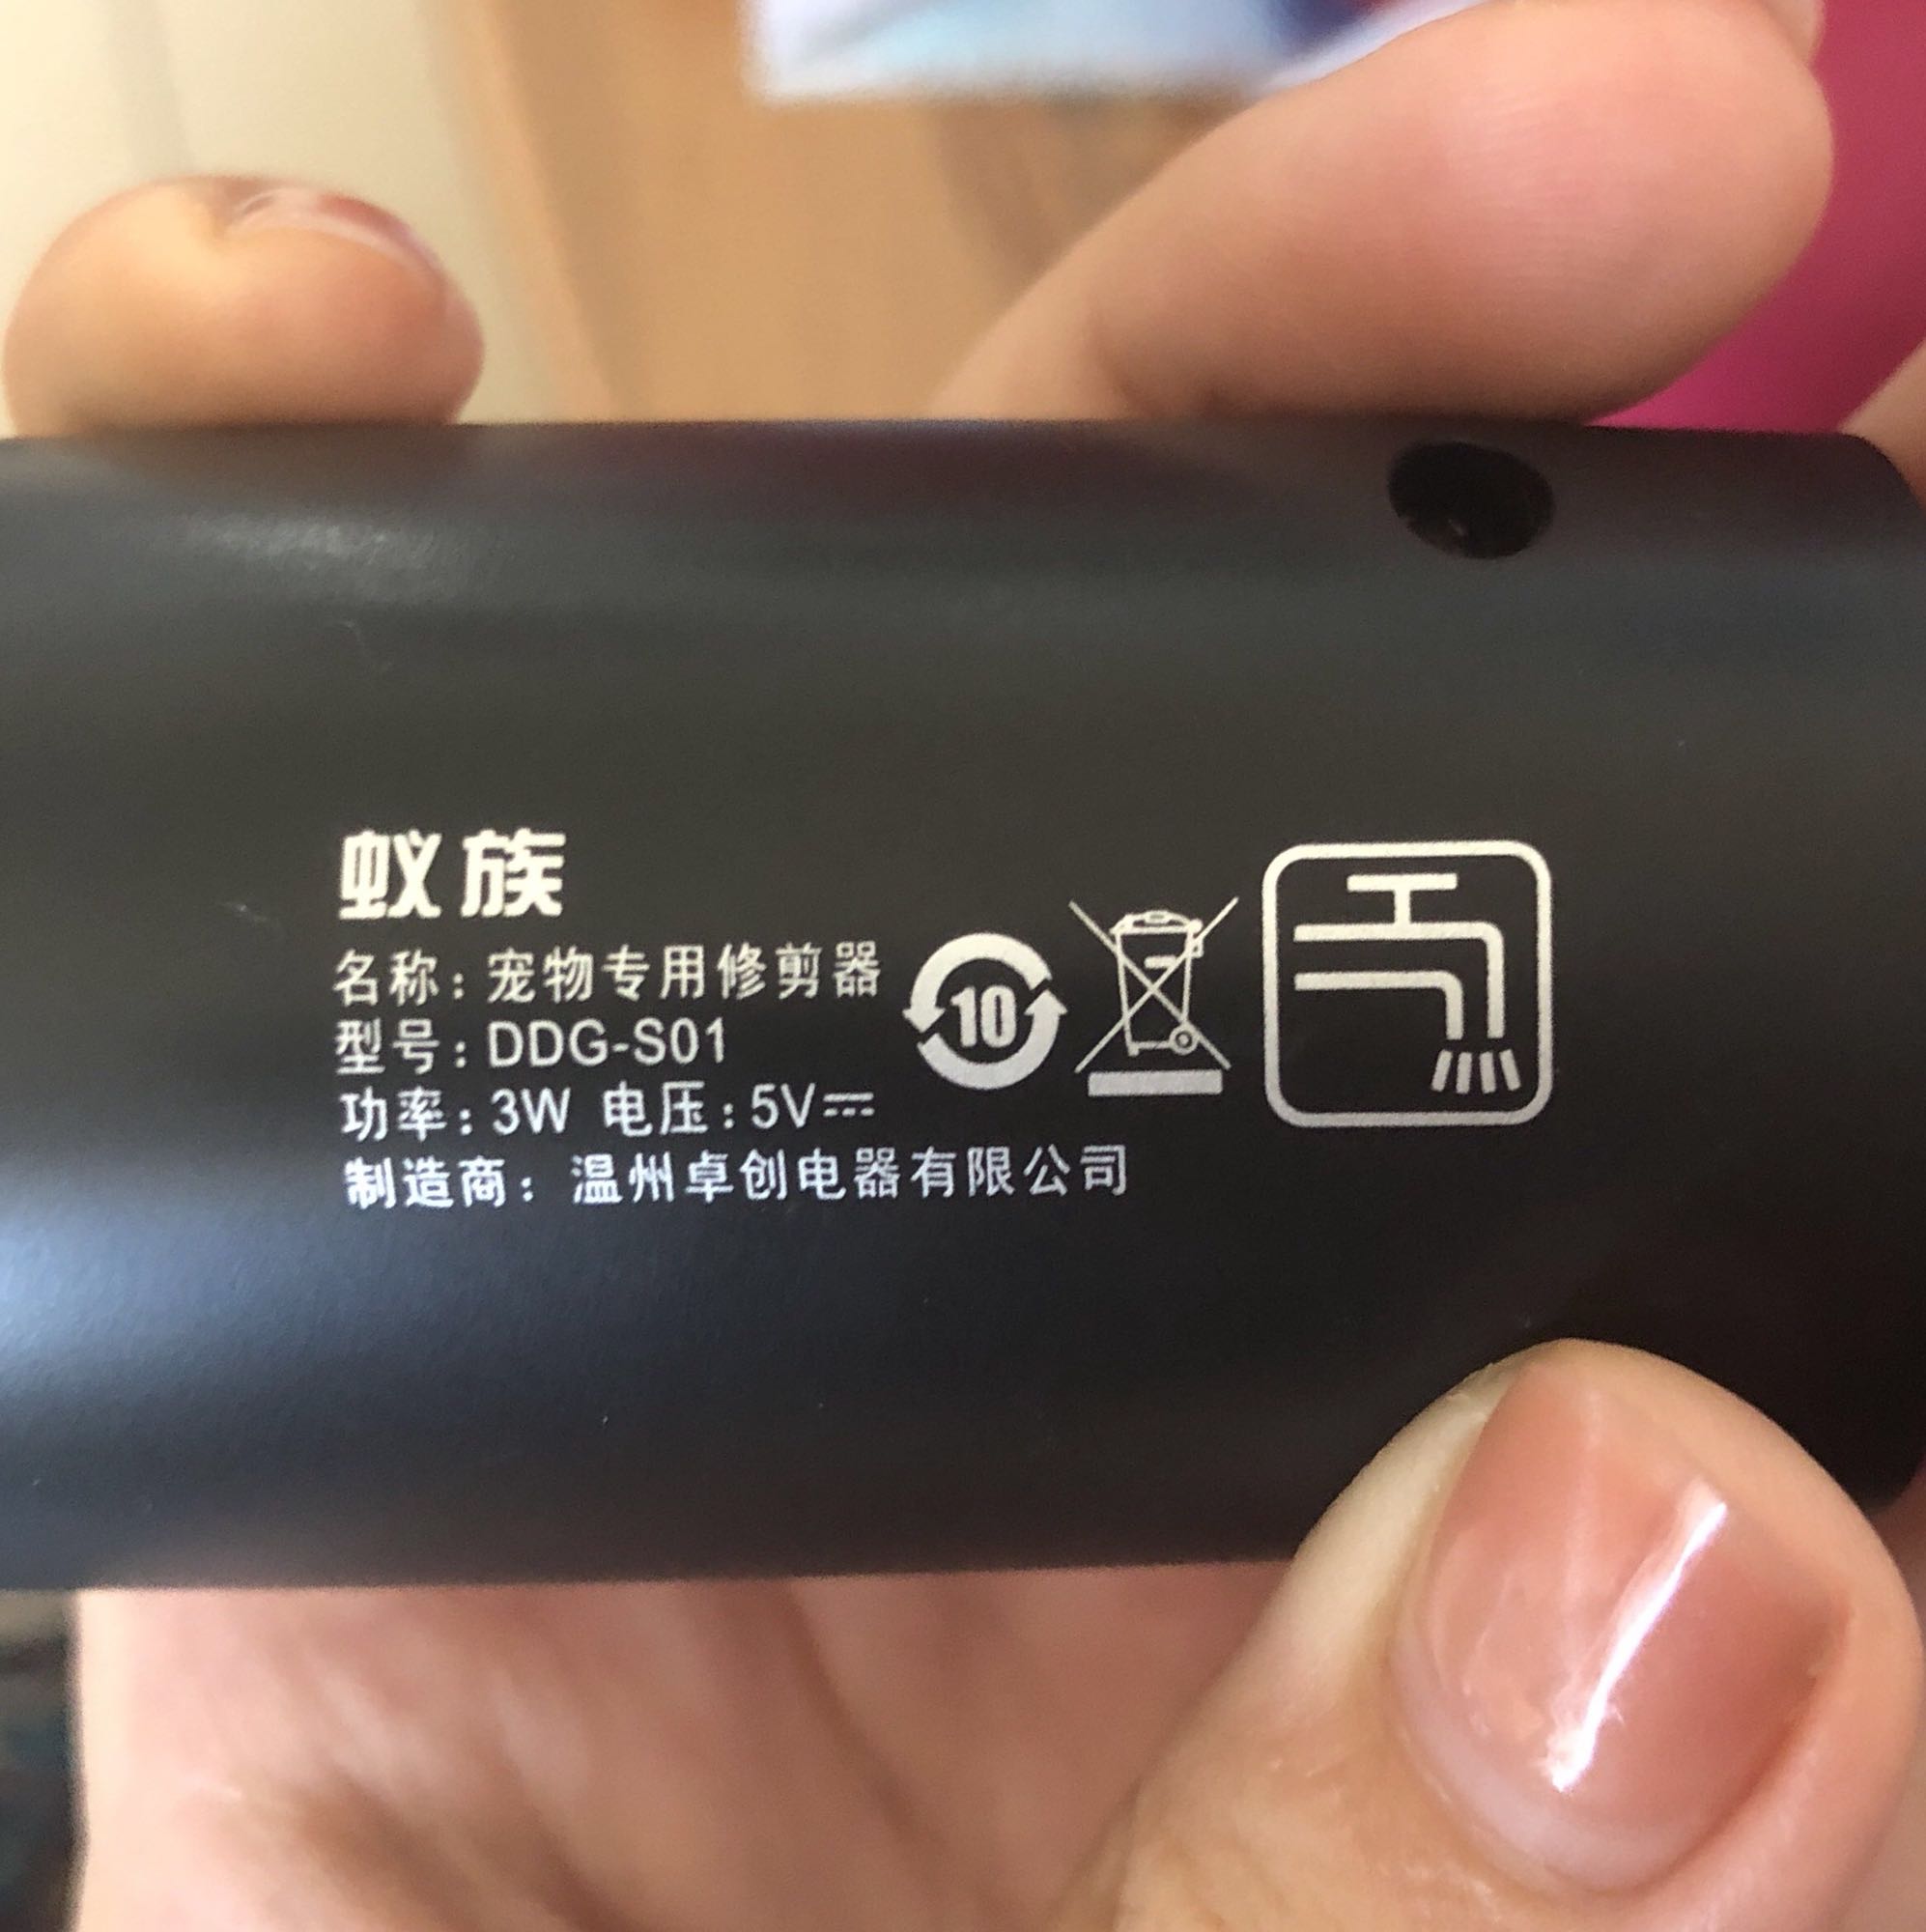 蚁族
名称：宠物专用修剪器
型号：DDG-S01
功率：3W 电压：5V⎓
制造商：温州卓创电器有限公司
10